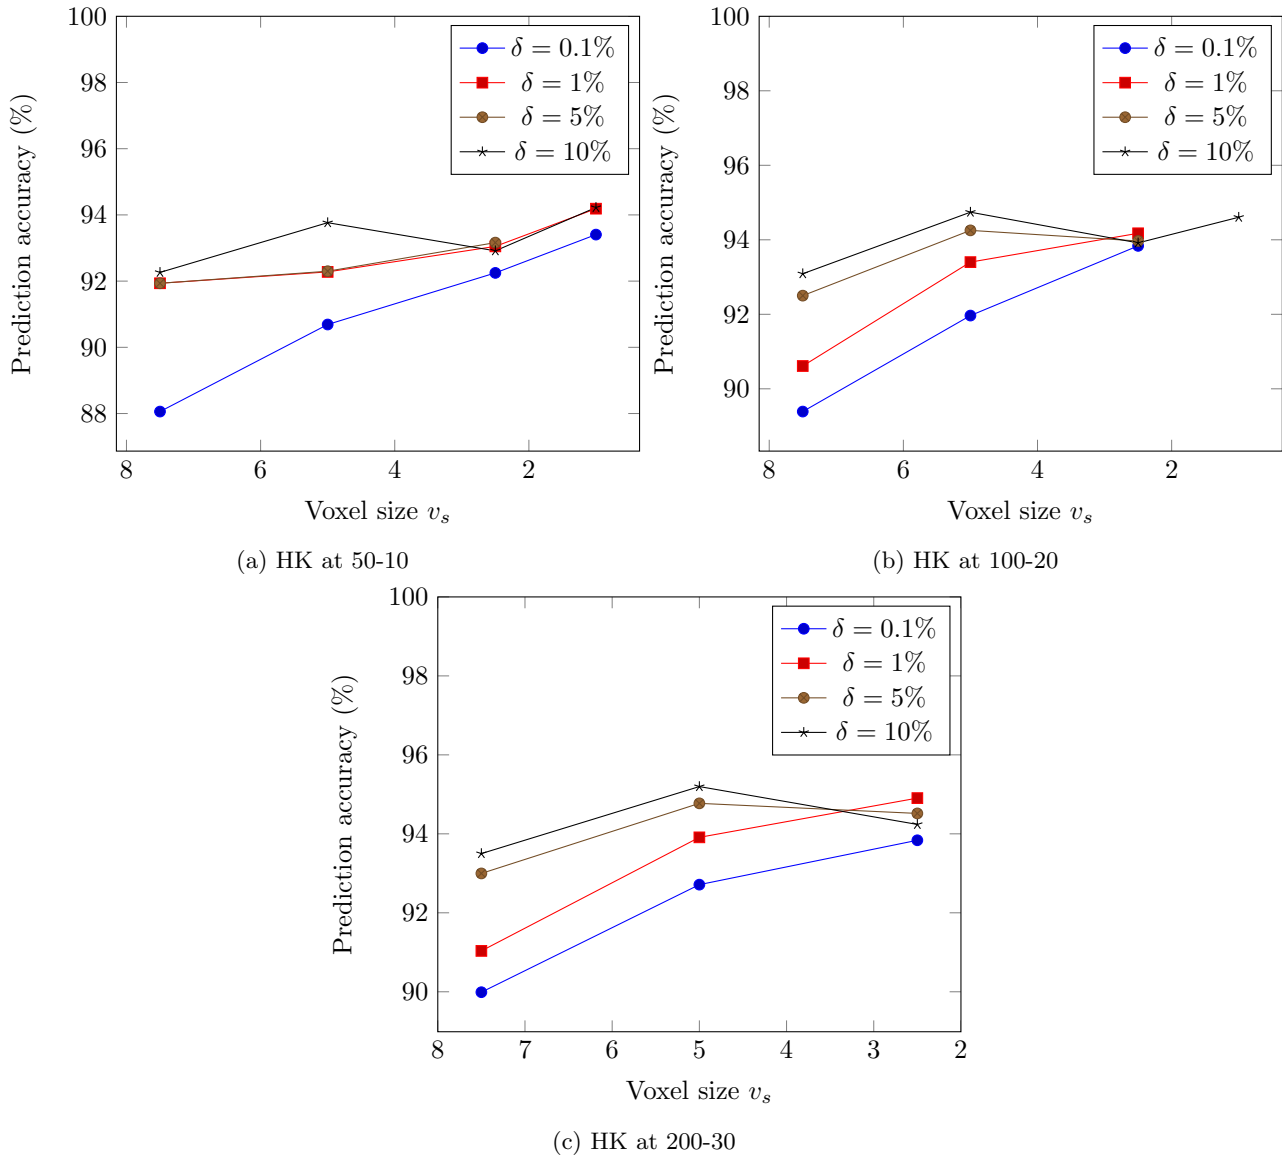 100
98
96
94
92
90
88
8 6 4 2
Prediction accuracy (%)
Voxel size v_s
δ = 0.1%
δ = 1%
δ = 5%
δ = 10%
(a) HK at 50-10
100
98
96
94
92
90
8 6 4 2
Prediction accuracy (%)
Voxel size v_s
δ = 0.1%
δ = 1%
δ = 5%
δ = 10%
(b) HK at 100-20
100
98
96
94
92
90
8 7 6 5 4 3 2
Prediction accuracy (%)
Voxel size v_s
δ = 0.1%
δ = 1%
δ = 5%
δ = 10%
(c) HK at 200-30